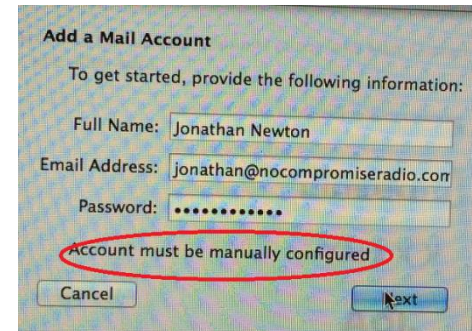 Add a Mail Account
To get started, provide the following information:
Full Name: Jonathan Newton
Email Address: jonathan@nocompromiseradio.com
Password: ••••••••••••
Account must be manually configured
Cancel Next